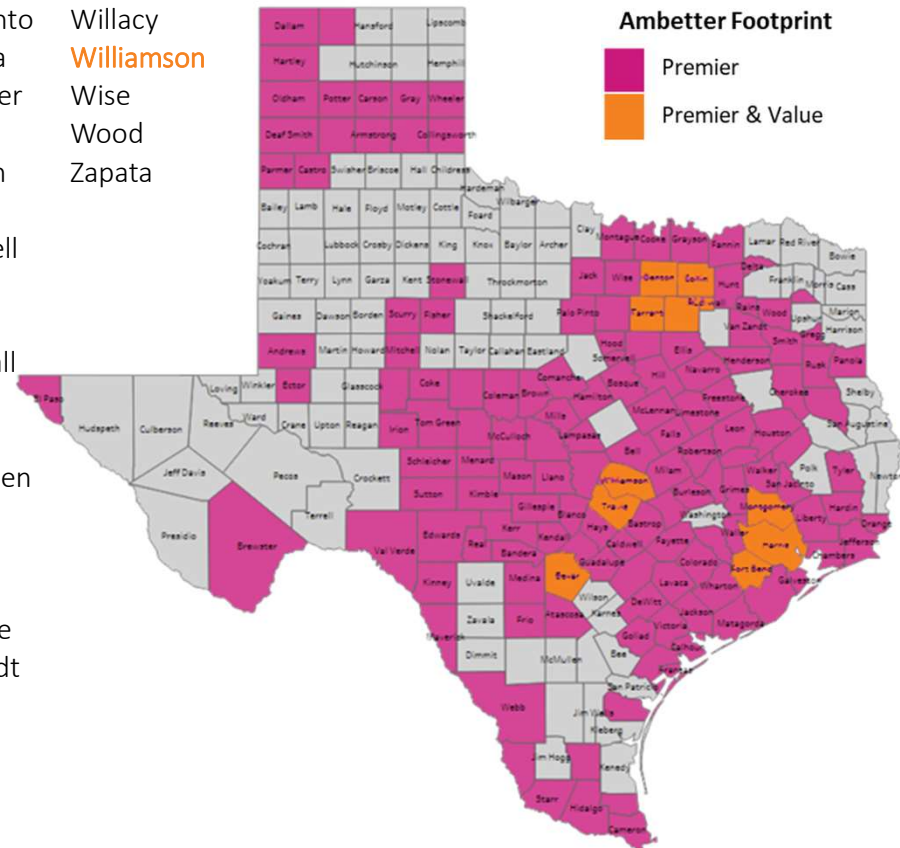 nto Willacy
a Williamson
er Wise
Wood
n Zapata
ell
all
en
e
dt
Ambetter Footprint
Premier
Premier & Value
Dallam Hansford Lipscomb
Hartley Hutchinson Hemphill
Oldham Potter Carson Gray Wheeler
Deaf Smith Armstrong Collingsworth
Parmer Castro Swisher Briscoe Hall Childress
Hardeman
Bailey Lamb Hale Floyd Motley Cottle Foard Wilbarger
Clay Montague Cooke Grayson Fannin Lamar Red River
Bowie
Cochran Lubbock Crosby Dickens King Knox Baylor Archer
Yoakum Terry Lynn Garza Kent Stonewall Throckmorton Jack Wise Denton Collin Hunt Delta Franklin Morris Cass
Gaines Dawson Borden Scurry Fisher Shackelford Palo Pinto Tarrant Rains Wood Upshur Marion
Van Zandt Gregg Harrison
Andrews Martin Howard Mitchell Nolan Taylor Callahan Eastland Hood Somervell Ellis Henderson Smith Rusk Panola
El Paso Loving Winkler Ector Glasscock Coke Coleman Brown Comanche Bosque Hill Navarro Freestone Cherokee Shelby
Hudspeth Culberson Reeves Ward Crane Upton Reagan Irion Tom Green McCulloch Mills Hamilton McLennan Limestone Leon Houston San Augustine
Lampasas Bell Falls Robertson
Jeff Davis Pecos Crockett Schleicher Menard Mason Llano Williamson Milam Walker Polk Tyler Newton
San Jacinto
Presidio Brewster Terrell Sutton Kimble Gillespie Blanco Travis Burleson Grimes Washington Montgomery Liberty Hardin Orange
Val Verde Edwards Real Kerr Kendall Hays Bastrop Fayette Waller Harris Jefferson
Bandera Caldwell Chambers
Kinney Uvalde Medina Bexar Guadalupe Colorado Fort Bend Galveston
Maverick Zavala Frio Atascosa Wilson Karnes DeWitt Lavaca Wharton
Jackson Matagorda
Dimmit McMullen Bee Goliad Victoria Calhoun
Frantas
Webb San Patricio
Jim Wells
Kleberg
Jim Hogg Kenedy
Starr Hidalgo
Cameron